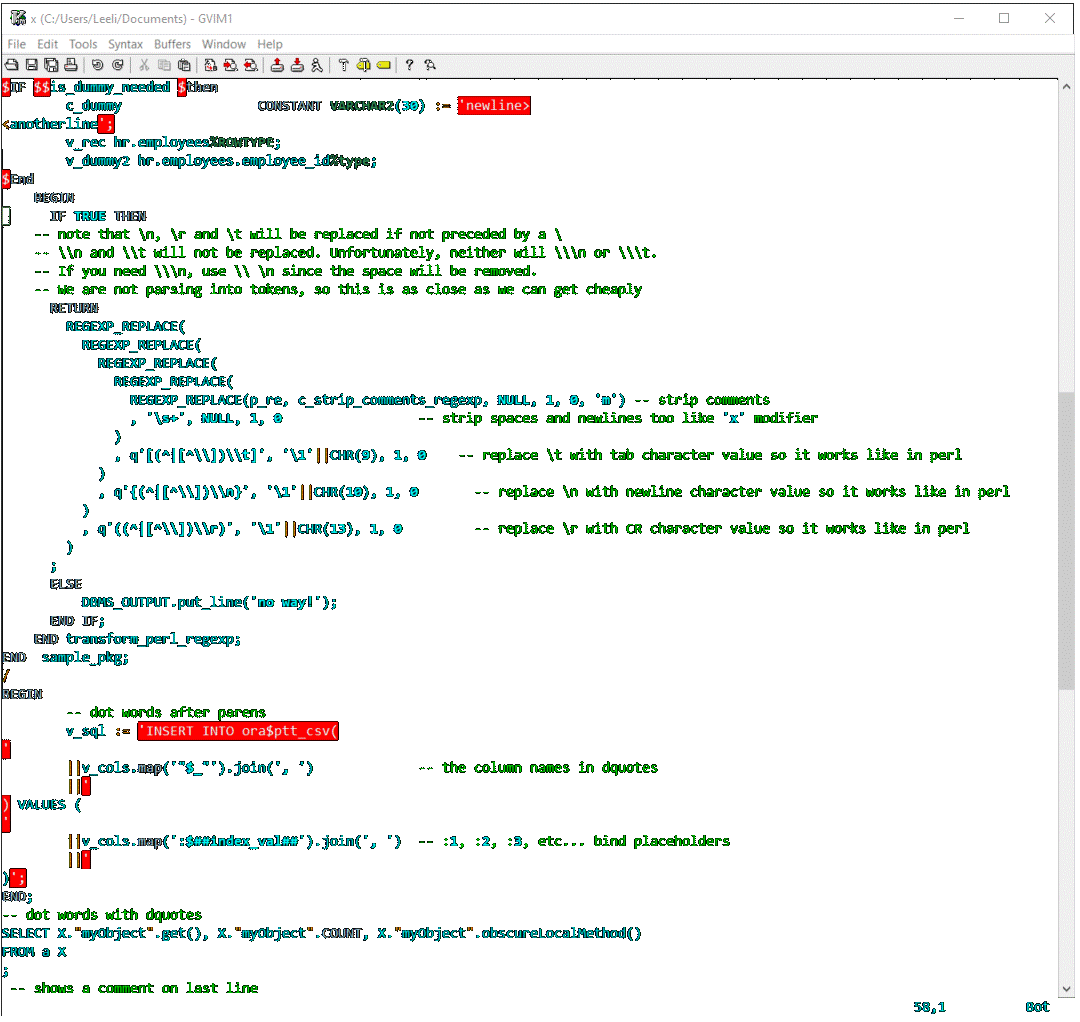 x (C:/Users/Leeli/Documents) - GVIM1
File Edit Tools Syntax Buffers Window Help
$IF $$is_dummy_needed $then
c_dummy CONSTANT VARCHAR2(30) := 'newline>
<anotherline';
v_rec hr.employees%ROWTYPE;
v_dummy2 hr.employees.employee_id%type;
$End
BEGIN
IF TRUE THEN
-- note that \n, \r and \t will be replaced if not preceded by a \
-- \\n and \\t will not be replaced. Unfortunately, neither will \\\n or \\\t.
-- If you need \\\n, use \\ \n since the space will be removed.
-- We are not parsing into tokens, so this is as close as we can get cheaply
RETURN
REGEXP_REPLACE(
REGEXP_REPLACE(
REGEXP_REPLACE(
REGEXP_REPLACE(
REGEXP_REPLACE(p_re, c_strip_comments_regexp, NULL, 1, 0, 'm') -- strip comments
, '\s+', NULL, 1, 0 -- strip spaces and newlines too like 'x' modifier
)
, q'[(^|[^\\])\\t]', '\1'||CHR(9), 1, 0 -- replace \t with tab character value so it works like in perl
)
, q'{(^|[^\\])\\n}', '\1'||CHR(10), 1, 0 -- replace \n with newline character value so it works like in perl
)
, q'((^|[^\\])\\r)', '\1'||CHR(13), 1, 0 -- replace \r with CR character value so it works like in perl
)
;
ELSE
DBMS_OUTPUT.put_line('no way!');
END IF;
END transform_perl_regexp;
END sample_pkg;
/
BEGIN
-- dot words after parens
v_sql := 'INSERT INTO ora$ptt_csv(
'
||v_cols.map('"$_"').join(', ') -- the column names in dquotes
||'
) VALUES (
'
||v_cols.map(':$##index_val##').join(', ') -- :1, :2, :3, etc... bind placeholders
||'
)';
END;
-- dot words with dquotes
SELECT X."myObject".get(), X."myObject".COUNT, X."myObject".obscureLocalMethod()
FROM a X
;
-- shows a comment on last line
58,1 Bot